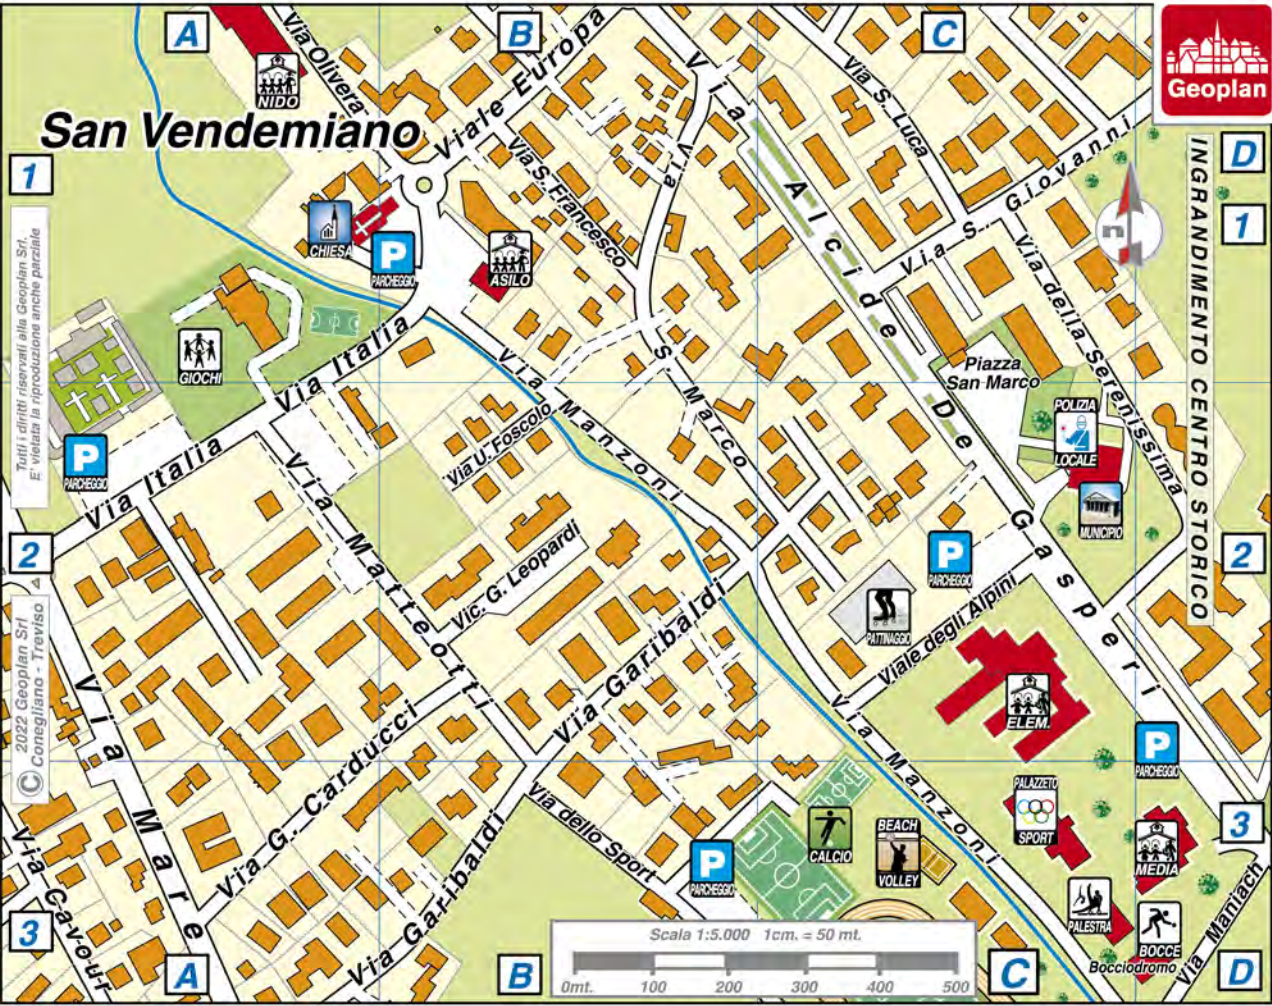 A
B
C
Geoplan
NIDO
Via Olivera
Viale Europa
Via S. Luca
San Vendemiano
1
D
1
INGRANDIMENTO CENTRO STORICO
Via S. Francesco
Via
Via Alcide De Gasperi
Via S. Giovanni
n
Via della Serenissima
CHIESA
P
PARCHEGGIO
ASILO
Tutti i diritti riservati alla Geoplan Srl.
E' vietata la riproduzione anche parziale
GIOCHI
Via Italia
Piazza
San Marco
S. Marco
Via Manzoni
POLIZIA
LOCALE
MUNICIPIO
P
PARCHEGGIO
Via Italia
Via U. Foscolo
2
2
P
PARCHEGGIO
Via Matteotti
Vic. G. Leopardi
PATTINAGGIO
Viale degli Alpini
Via Garibaldi
© 2022 Geoplan Srl
Conegliano - Treviso
Via Mare
ELEM.
Via Manzoni
P
PARCHEGGIO
Via G. Carducci
Via dello Sport
PALAZZETO
SPORT
3
MEDIA
CALCIO
BEACH
VOLLEY
P
PARCHEGGIO
Via Cavour
Via Garibaldi
PALESTRA
BOCCE
Bocciodromo
Via Maniach
3
A
B
C
D
Scala 1:5.000 1cm. = 50 mt.
0mt. 100 200 300 400 500